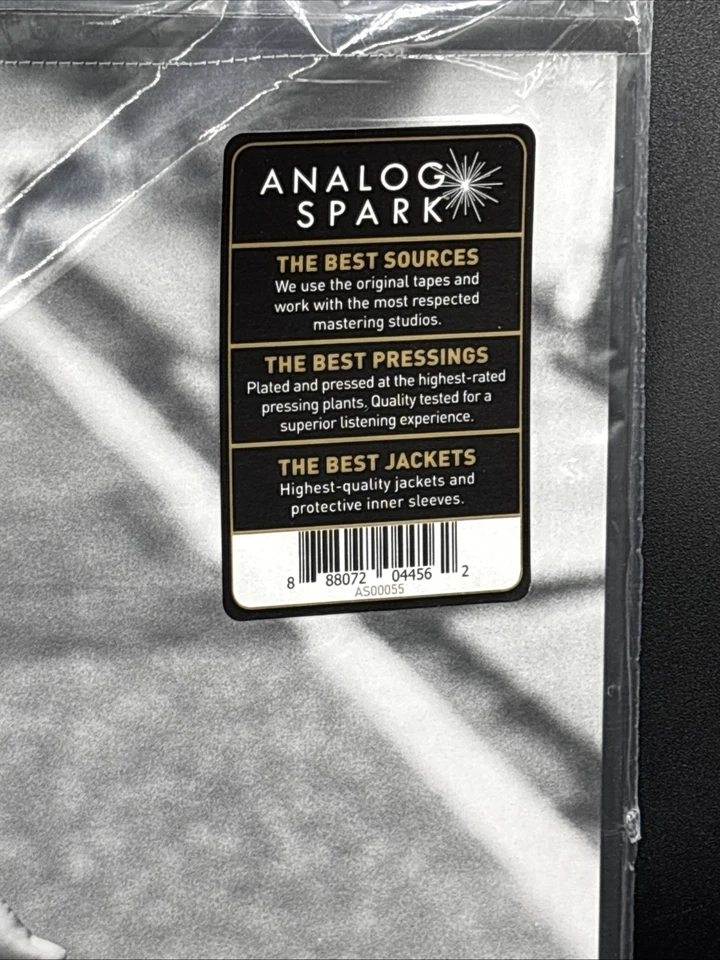 ANALOG
SPARK
THE BEST SOURCES
We use the original tapes and
work with the most respected
mastering studios.
THE BEST PRESSINGS
Plated and pressed at the highest-rated
pressing plants. Quality tested for a
superior listening experience.
THE BEST JACKETS
Highest-quality jackets and
protective inner sleeves.
8 88072 04456 2
AS00055